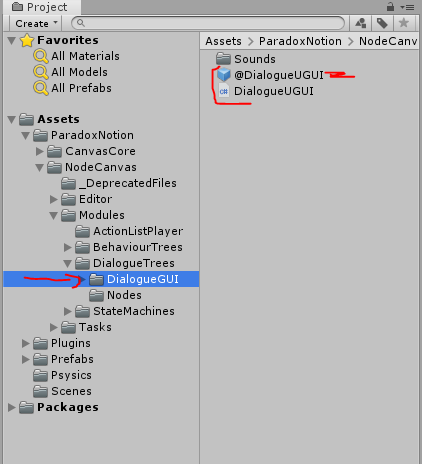 Project
Create
Favorites
All Materials
All Models
All Prefabs
Assets
ParadoxNotion
CanvasCore
NodeCanvas
_DeprecatedFiles
Editor
Modules
ActionListPlayer
BehaviourTrees
DialogueTrees
DialogueGUI
Nodes
StateMachines
Tasks
Plugins
Prefabs
Psysics
Scenes
Packages
Assets ParadoxNotion NodeCanv
Sounds
@DialogueUGUI
C# DialogueUGUI